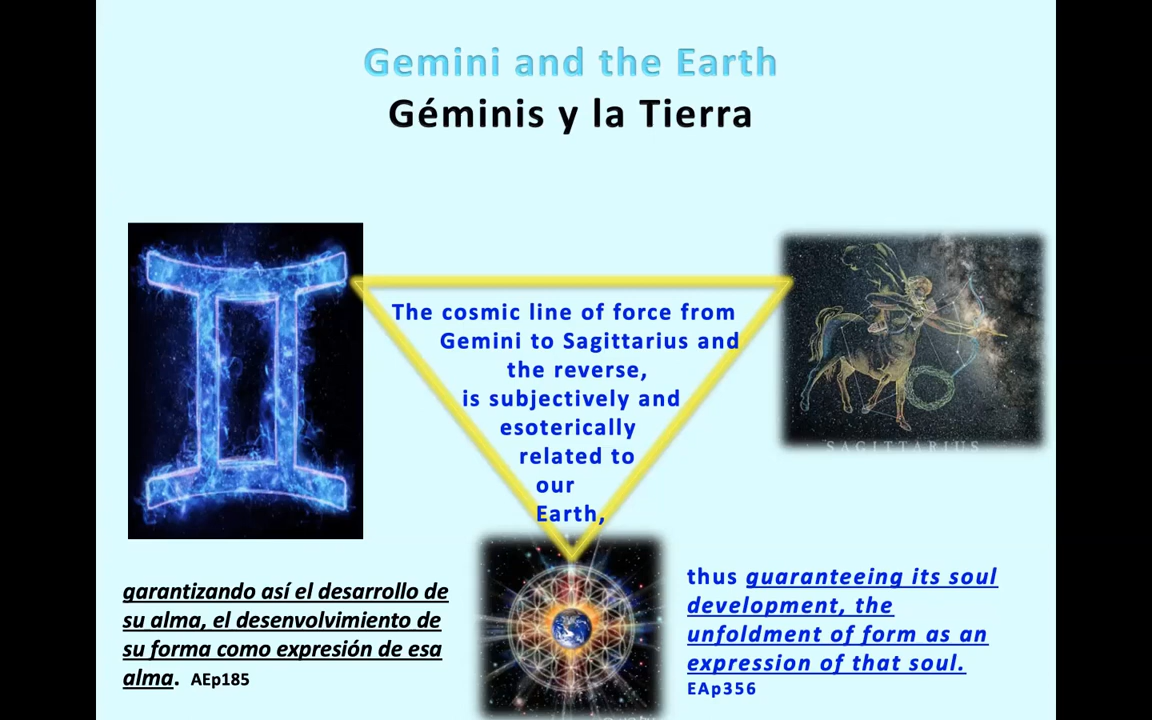 Gemini and the Earth
Géminis y la Tierra
The cosmic line of force from
Gemini to Sagittarius and
the reverse,
is subjectively and
esoterically
related to
our
Earth,
SAGITTARIUS
garantizando así el desarrollo de
su alma, el desenvolvimiento de
su forma como expresión de esa
alma. AEp185
thus guaranteeing its soul
development, the
unfoldment of form as an
expression of that soul.
EAp356